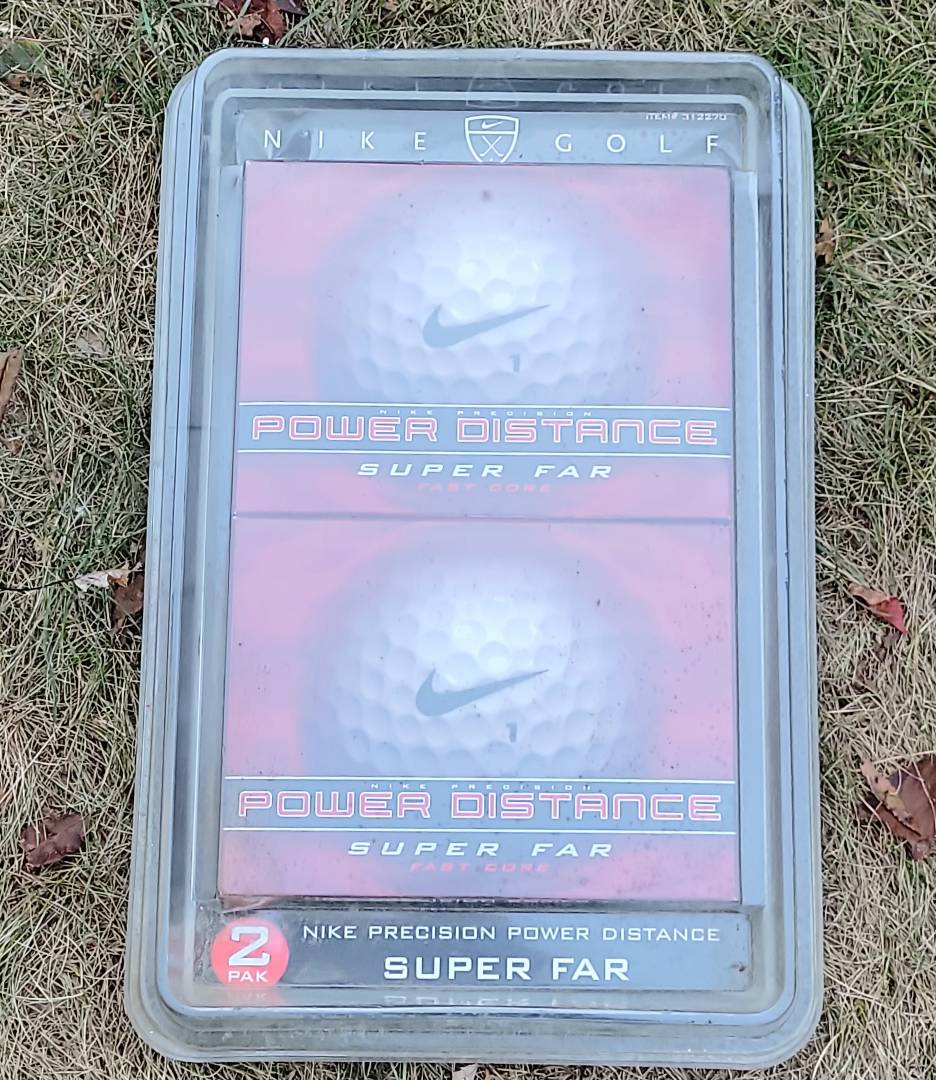 ITEM# 312270
NIKE GOLF
1
NIKE PRECISION
POWER DISTANCE
SUPER FAR
FAST CORE
1
NIKE PRECISION
POWER DISTANCE
SUPER FAR
FAST CORE
2
PAK
NIKE PRECISION POWER DISTANCE
SUPER FAR